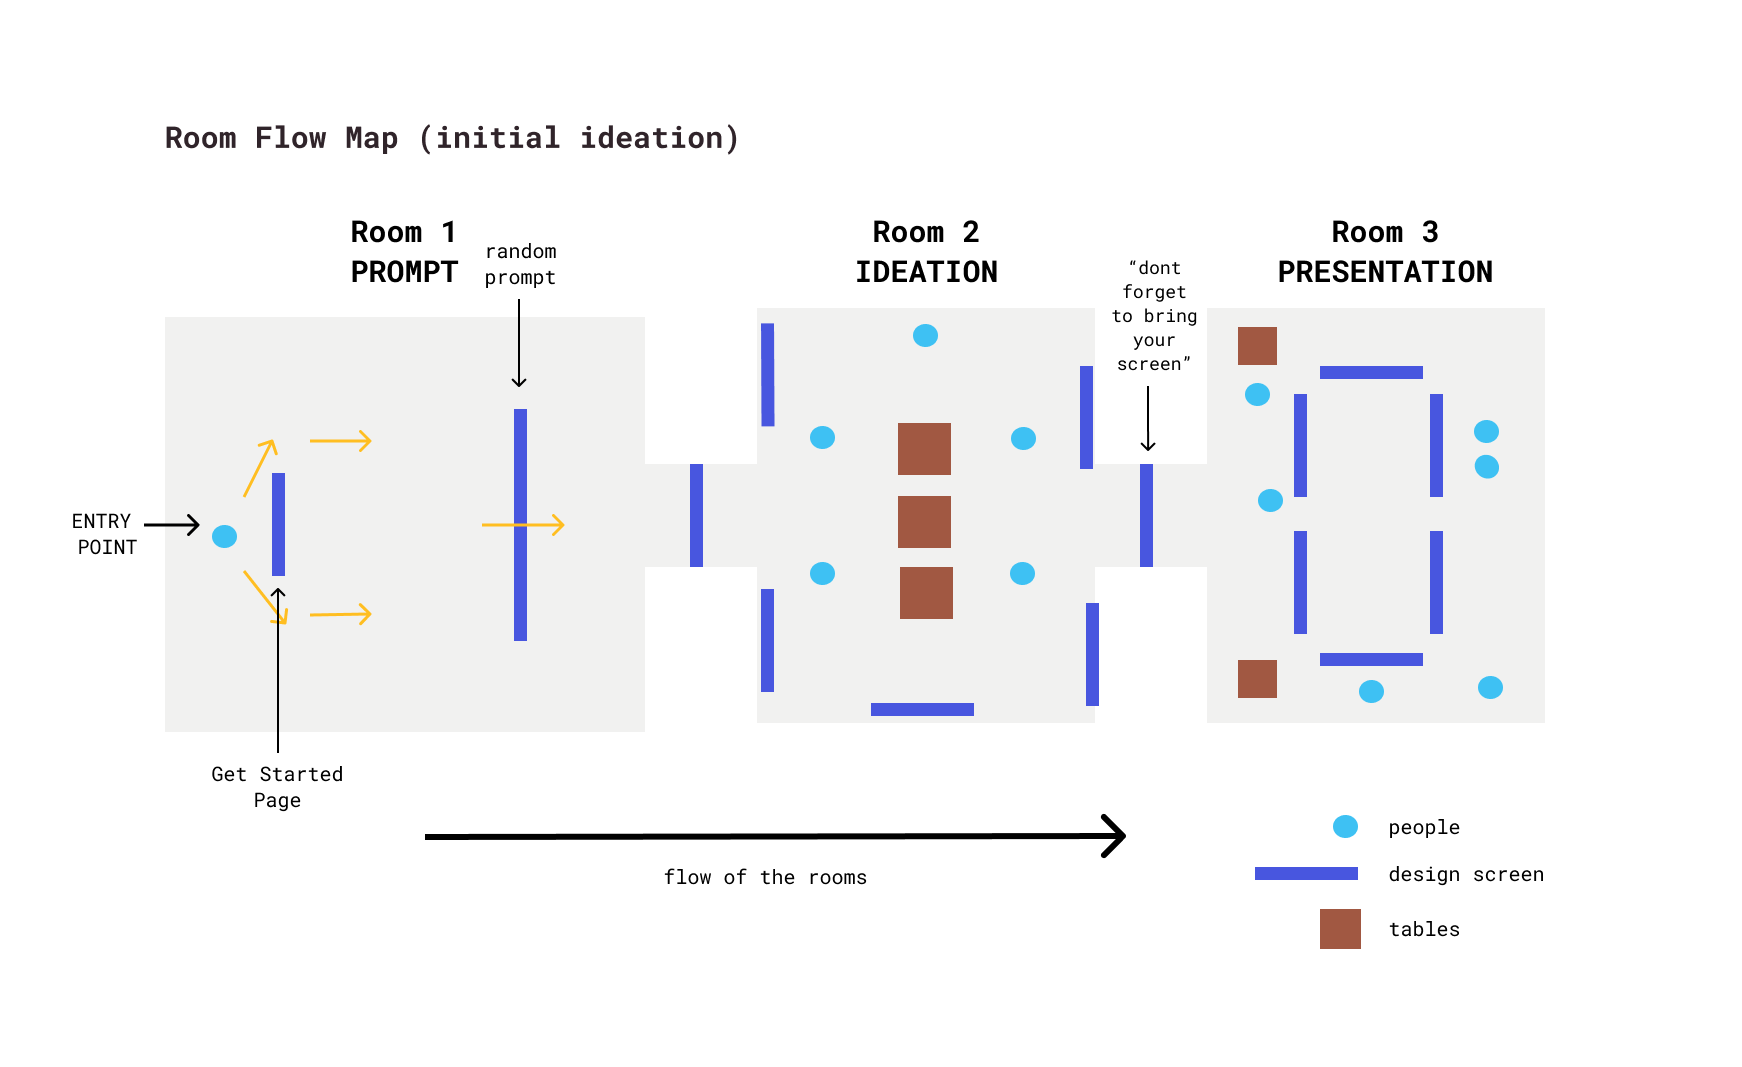 Room Flow Map (initial ideation)
Room 1
PROMPT
random
prompt
Room 2
IDEATION
“dont
forget
to bring
your
screen”
Room 3
PRESENTATION
ENTRY
POINT
Get Started
Page
flow of the rooms
people
design screen
tables